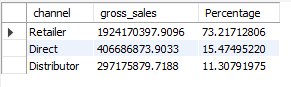 channel gross_sales Percentage
Retailer 1924170397.9096 73.21712806
Direct 406686873.9033 15.47495220
Distributor 297175879.7188 11.30791975